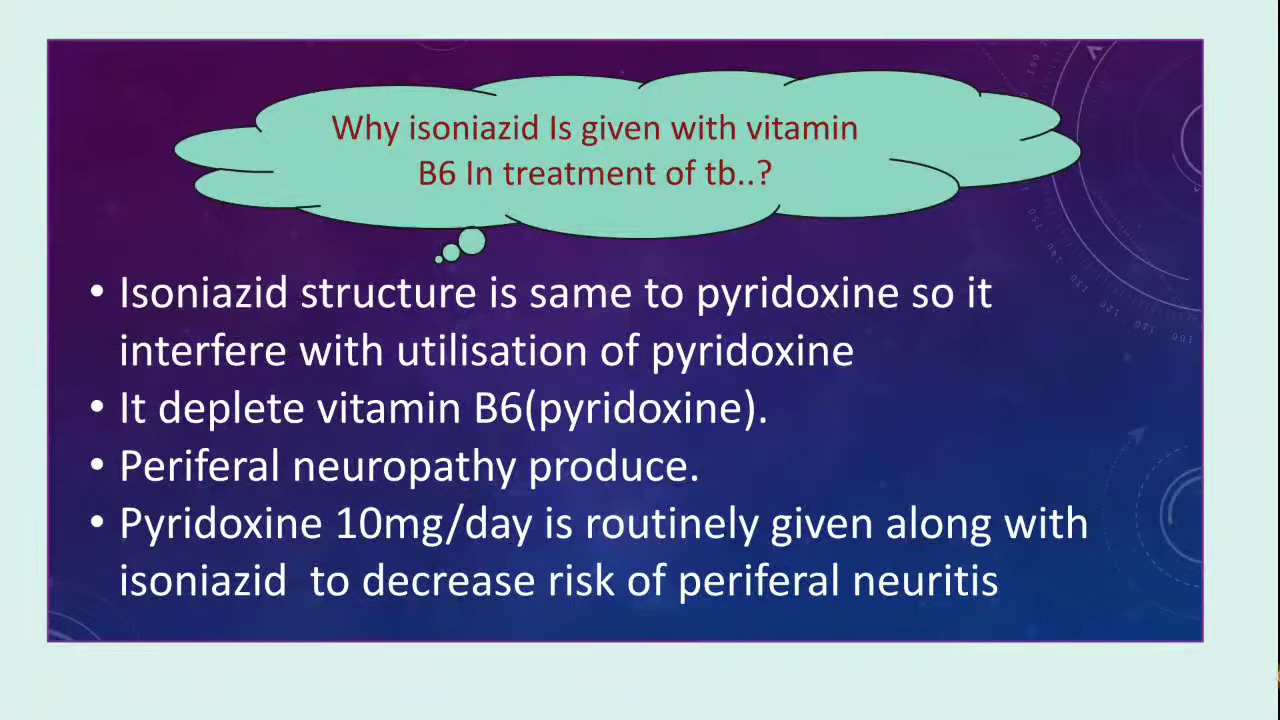 Why isoniazid Is given with vitamin
B6 In treatment of tb..?
• Isoniazid structure is same to pyridoxine so it
interfere with utilisation of pyridoxine
• It deplete vitamin B6(pyridoxine).
• Periferal neuropathy produce.
• Pyridoxine 10mg/day is routinely given along with
isoniazid  to decrease risk of periferal neuritis